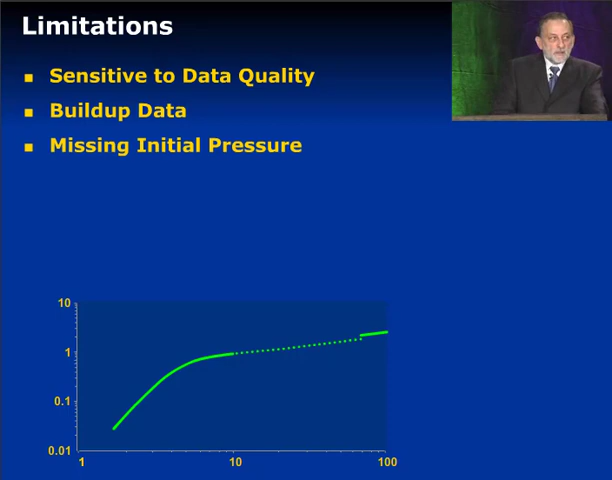 Limitations
Sensitive to Data Quality
Buildup Data
Missing Initial Pressure
10
1
0.1
0.01
1 10 100